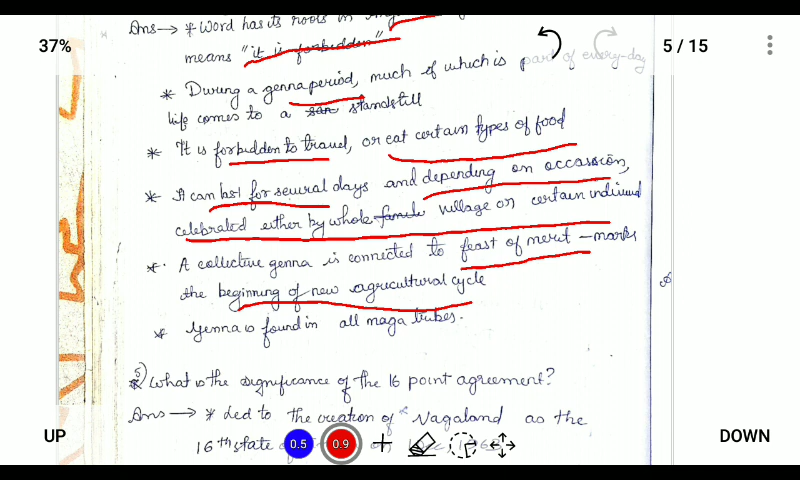 37%
5 / 15
Ans → * Word has its roots in
means "it is forbidden"
* During a genna period, much of which is part of every-day
life comes to a san standstill
* It is forbidden to travel, or eat certain types of food
* It can last for several days and depending on occassion,
celebrated either by whole famile village or certain individual
* A collective genna is connected to feast of merit - marks
the beginning of new agricultural cycle
* Genna is found in all naga tribes.
5) What is the significance of the 16 point agreement?
Ans → * Led to the creation of Nagaland as the
16th state
UP
0.5
0.9
DOWN